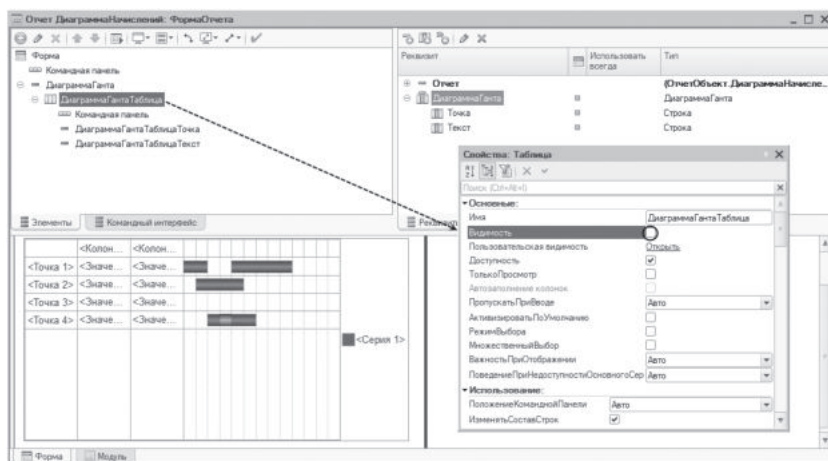 Отчет ДиаграммаНачислений: ФормаОтчета
Форма
Командная панель
ДиаграммаГанта
ДиаграммаГантаТаблица
Командная панель
ДиаграммаГантаТаблицаТочка
ДиаграммаГантаТаблицаТекст
Элементы
Командный интерфейс
Реквизит
Использовать всегда
Тип
Отчет
(ОтчетОбъект.ДиаграммаНачисле...
ДиаграммаГанта
ДиаграммаГанта
Точка
Строка
Текст
Строка
Реквизи
Свойства: Таблица
Поиск (Ctrl+Alt+I)
Основные:
Имя
ДиаграммаГантаТаблица
Видимость
Пользовательская видимость
Открыть
Доступность
ТолькоПросмотр
Автозаполнение колонок
ПропускатьПриВводе
Авто
АктивизироватьПоУмолчанию
РежимВыбора
МножественныйВыбор
ВажностьПриОтображении
Авто
ПоведениеПриНедоступностиОсновногоСер
Авто
Использование:
ПоложениеКоманднойПанели
Авто
ИзменятьСоставСтрок
<Колон... <Колон...
<Точка 1> <Значе... <Значе...
<Точка 2> <Значе... <Значе...
<Точка 3> <Значе... <Значе...
<Точка 4> <Значе... <Значе...
<Серия 1>
Форма
Модуль